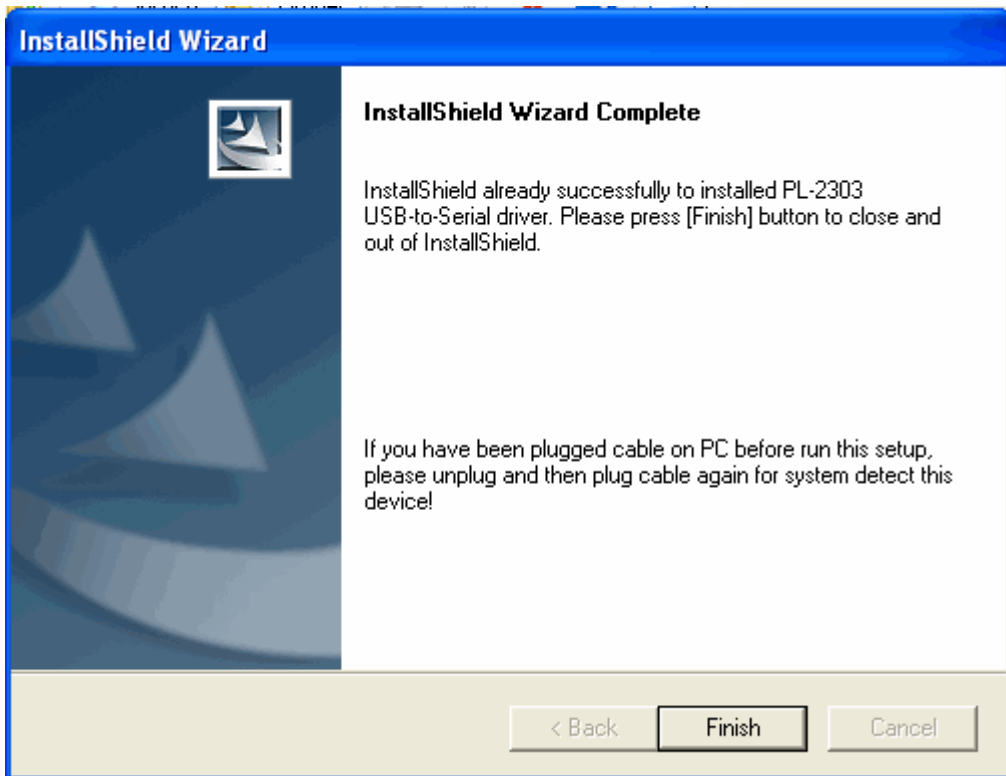 InstallShield Wizard
InstallShield Wizard Complete
InstallShield already successfully to installed PL-2303
USB-to-Serial driver. Please press [Finish] button to close and
out of InstallShield.
If you have been plugged cable on PC before run this setup,
please unplug and then plug cable again for system detect this
device!
< Back
Finish
Cancel